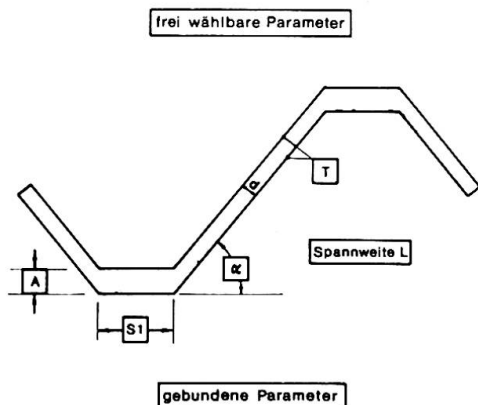 frei wählbare Parameter
T
d
Spannweite L
α
A
S1
gebundene Parameter